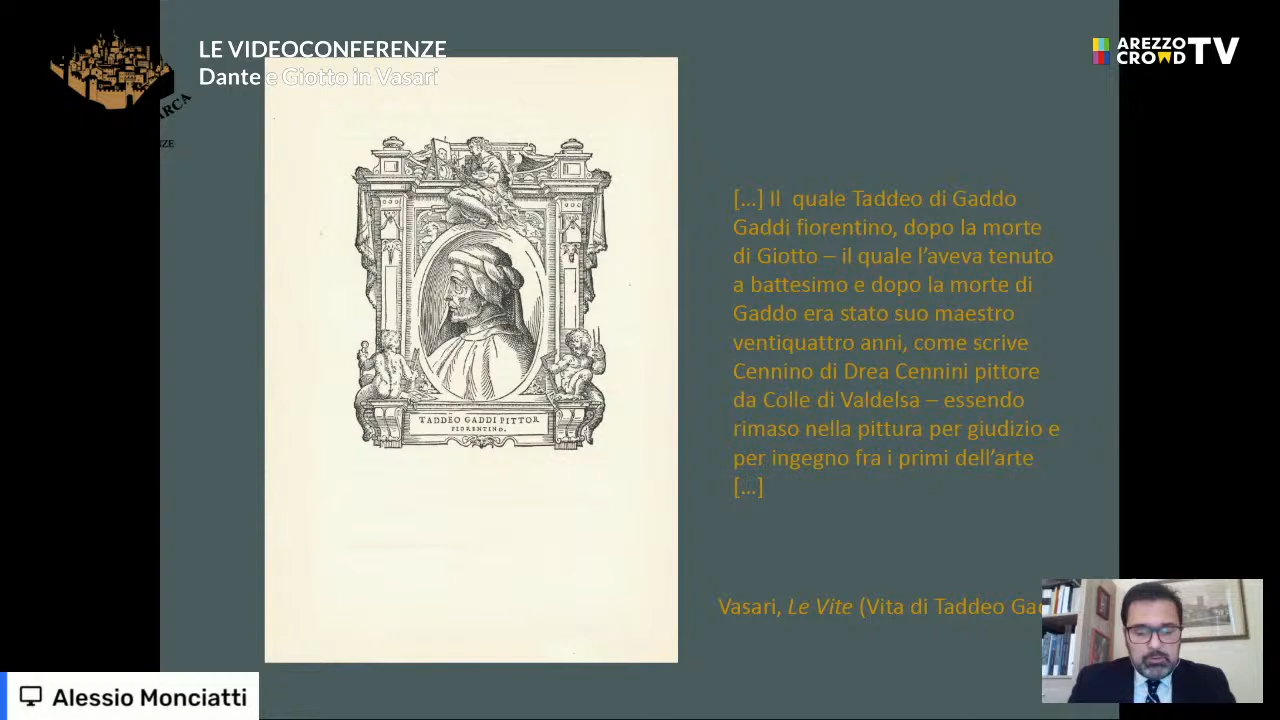 LE VIDEOCONFERENZE
Dante e Giotto in Vasari
AREZZO
CROWD
TV
ARCA
ZE
[...] Il quale Taddeo di Gaddo
Gaddi fiorentino, dopo la morte
di Giotto – il quale l’aveva tenuto
a battesimo e dopo la morte di
Gaddo era stato suo maestro
ventiquattro anni, come scrive
Cennino di Drea Cennini pittore
da Colle di Valdelsa – essendo
rimaso nella pittura per giudizio e
per ingegno fra i primi dell’arte
[...]
TADDEO GADDI PITTOR
FIORENTINO.
Vasari, Le Vite (Vita di Taddeo Gad
Alessio Monciatti